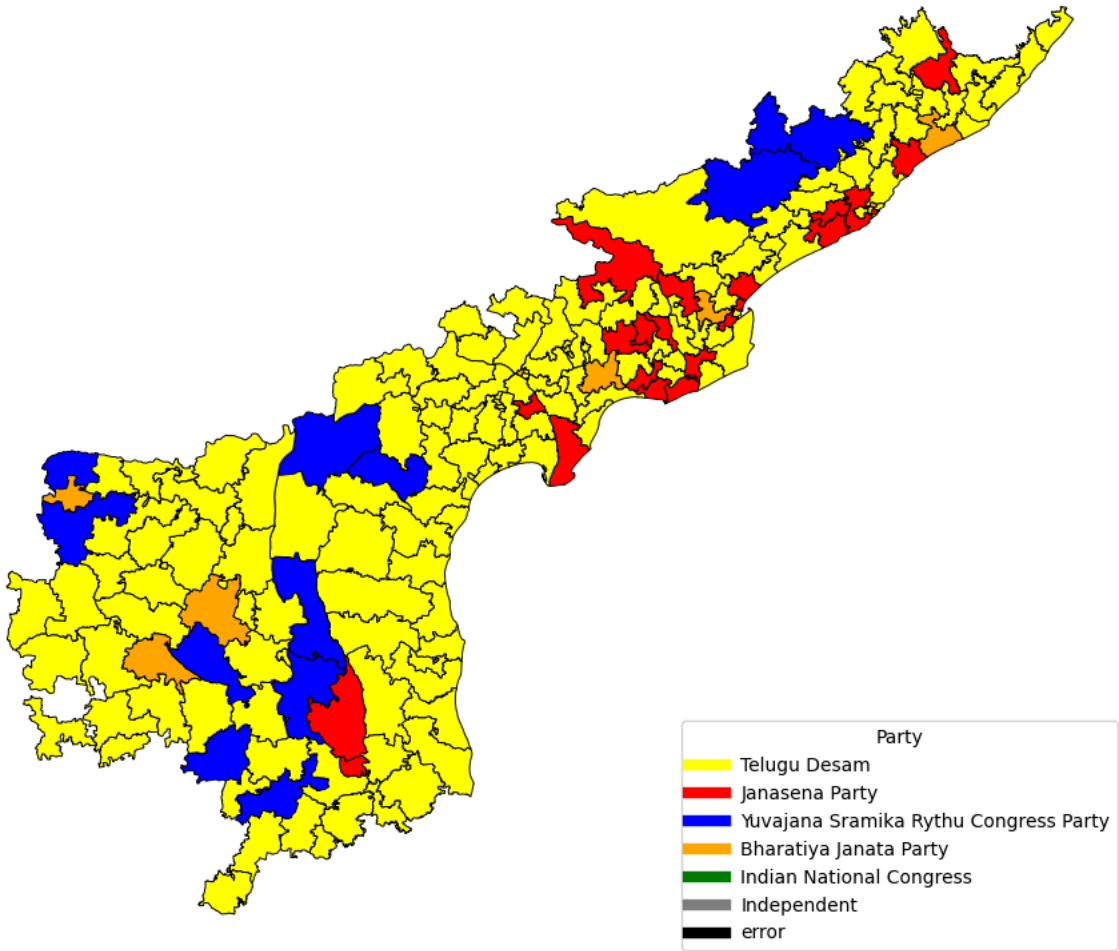 Party
Telugu Desam
Janasena Party
Yuvajana Sramika Rythu Congress Party
Bharatiya Janata Party
Indian National Congress
Independent
error